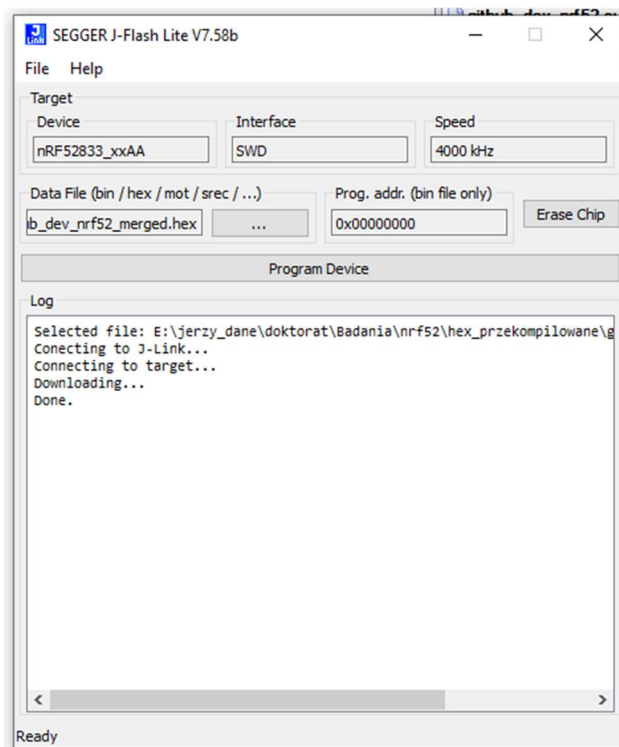 SEGGER J-Flash Lite V7.58b
File Help
Target
Device
Interface
Speed
nRF52833_xxAA
SWD
4000 kHz
Data File (bin / hex / mot / srec / ...)
Prog. addr. (bin file only)
b_dev_nrf52_merged.hex
...
0x00000000
Erase Chip
Program Device
Log
Selected file: E:\jerzy_dane\doktorat\Badania\nrf52\hex_przekompilowane\g
Conecting to J-Link...
Connecting to target...
Downloading...
Done.
Ready